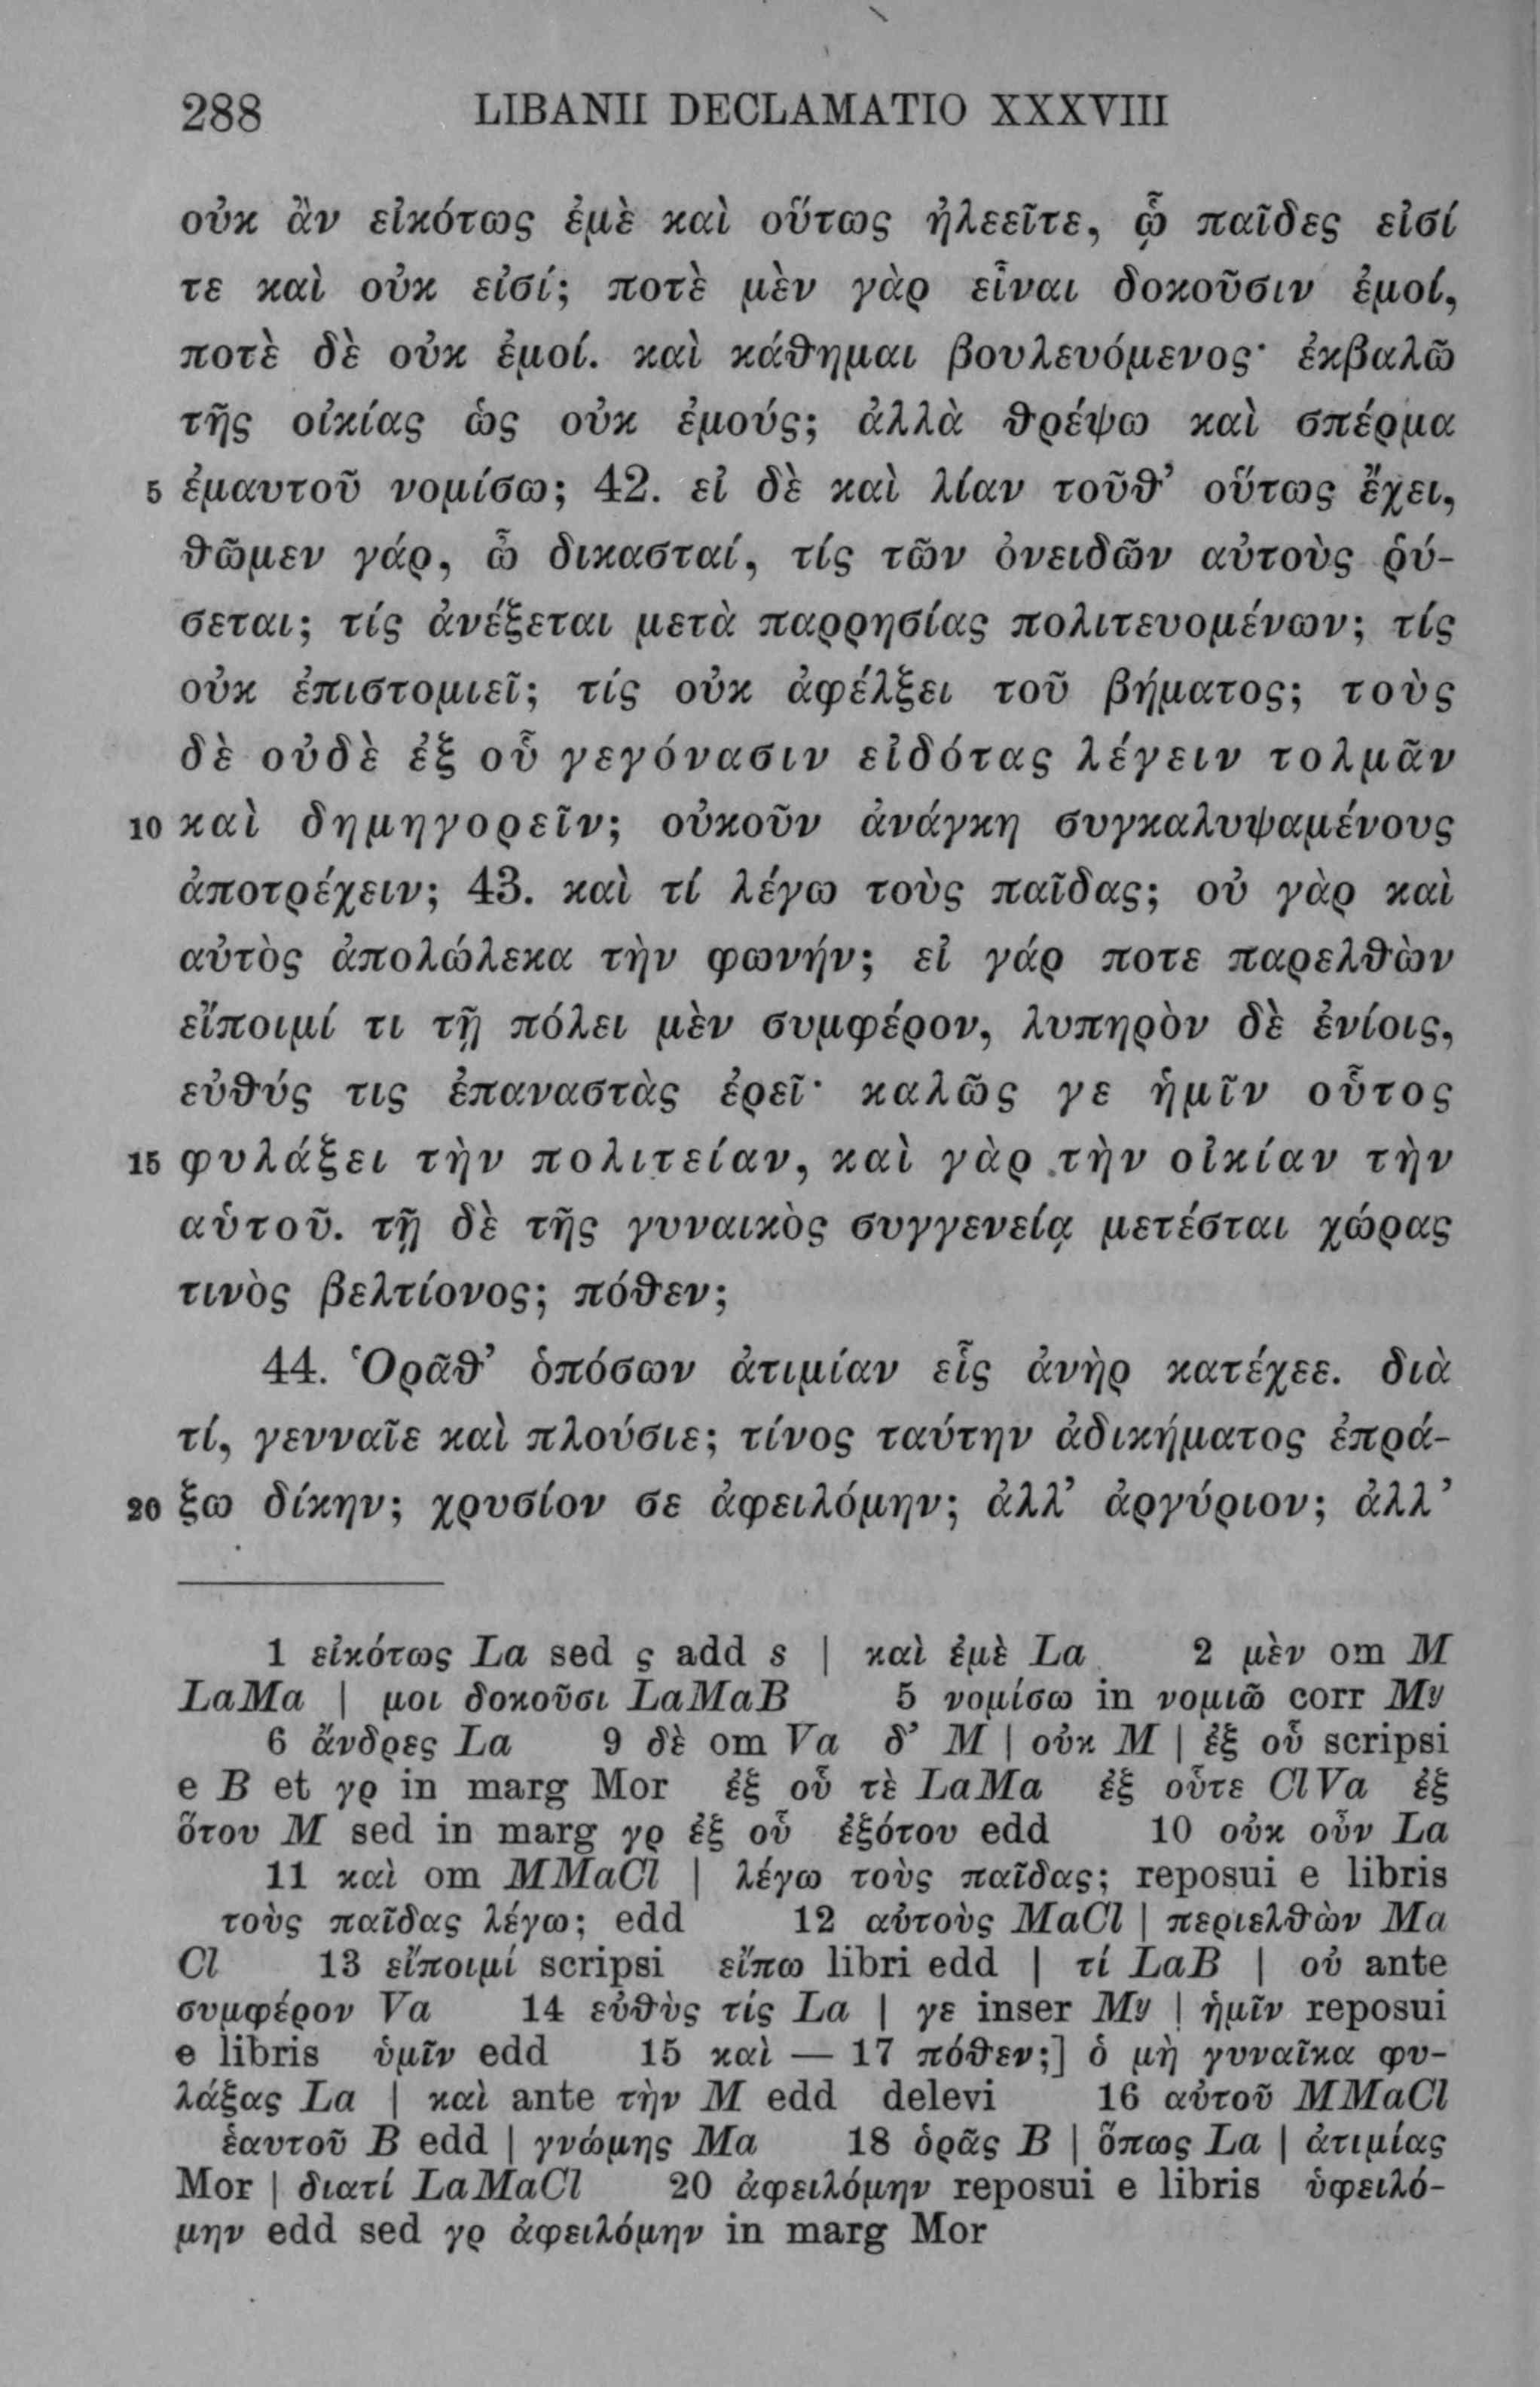 288 LIBANII DECLAMATIO XXXVIII
οὐκ ἂν εἰκότως ἐμὲ καὶ οὕτως ἠλεεῖτε, ᾧ παῖδες εἰσί
τε καὶ οὐκ εἰσί; ποτὲ μὲν γὰρ εἶναι δοκοῦσιν ἐμοί,
ποτὲ δὲ οὐκ ἐμοί. καὶ κάθημαι βουλευόμενος· ἐκβαλῶ
τῆς οἰκίας ὡς οὐκ ἐμούς; ἀλλὰ θρέψω καὶ σπέρμα
5 ἐμαυτοῦ νομίσω; 42. εἰ δὲ καὶ λίαν τοῦθ’ οὕτως ἔχει,
θῶμεν γάρ, ὦ δικασταί, τίς τῶν ὀνειδῶν αὐτοὺς ῥύ-
σεται; τίς ἀνέξεται μετὰ παρρησίας πολιτευομένων; τίς
οὐκ ἐπιστομιεῖ; τίς οὐκ ἀφέλξει τοῦ βήματος; τοὺς
δὲ οὐδὲ ἐξ οὗ γεγόνασιν εἰδότας λέγειν τολμᾶν
10 καὶ δημηγορεῖν; οὐκοῦν ἀνάγκη συγκαλυψαμένους
ἀποτρέχειν; 43. καὶ τί λέγω τοὺς παῖδας; οὐ γὰρ καὶ
αὐτὸς ἀπολώλεκα τὴν φωνήν; εἰ γάρ ποτε παρελθὼν
εἴποιμί τι τῇ πόλει μὲν συμφέρον, λυπηρὸν δὲ ἐνίοις,
εὐθύς τις ἐπαναστὰς ἐρεῖ· καλῶς γε ἡμῖν οὗτος
15 φυλάξει τὴν πολιτείαν, καὶ γὰρ τὴν οἰκίαν τὴν
αὑτοῦ. τῇ δὲ τῆς γυναικὸς συγγενείᾳ μετέσται χώρας
τινὸς βελτίονος; πόθεν;
44. Ὁρᾶθ’ ὁπόσων ἀτιμίαν εἷς ἀνὴρ κατέχεε. διὰ
τί, γενναῖε καὶ πλούσιε; τίνος ταύτην ἀδικήματος ἐπρά-
20 ξω δίκην; χρυσίον σε ἀφειλόμην; ἀλλ’ ἀργύριον; ἀλλ’
1 εἰκότως La sed ς add s | καὶ ἐμὲ La 2 μὲν om M
LaMa | μοι δοκοῦσι LaMaB 5 νομίσω in νομιῶ corr My
6 ἄνδρες La 9 δὲ om Va δ’ M | οὐκ M | ἐξ οὗ scripsi
e B et γρ in marg Mor ἐξ οὗ τὲ LaMa ἐξ οὗτε ClVa ἐξ
ὅτου M sed in marg γρ ἐξ οὗ ἐξότου edd 10 οὐκ οὖν La
11 καὶ om MMaCl | λέγω τοὺς παῖδας; reposui e libris
τοὺς παῖδας λέγω; edd 12 αὐτοὺς MaCl | περιελθὼν Ma
Cl 13 εἴποιμί scripsi εἴπω libri edd | τί LaB | οὐ ante
συμφέρον Va 14 εὐθὺς τίς La | γε inser My | ἡμῖν reposui
e libris ὑμῖν edd 15 καὶ — 17 πόθεν;] ὁ μὴ γυναῖκα φυ-
λάξας La | καὶ ante τὴν M edd delevi 16 αὐτοῦ MMaCl
ἑαυτοῦ B edd | γνώμης Ma 18 ὁρᾷς B | ὅπως La | ἀτιμίας
Mor | διατί LaMaCl 20 ἀφειλόμην reposui e libris ὑφειλό-
μην edd sed γρ ἀφειλόμην in marg Mor